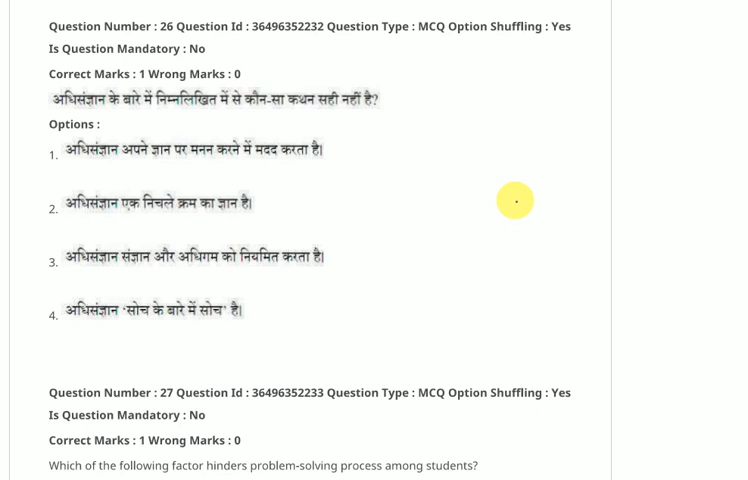 Question Number : 26 Question Id : 36496352232 Question Type : MCQ Option Shuffling : Yes
Is Question Mandatory : No
Correct Marks : 1 Wrong Marks : 0
अधिसंज्ञान के बारे में निम्नलिखित में से कौन-सा कथन सही नहीं है?
Options :
1. अधिसंज्ञान अपने ज्ञान पर मनन करने में मदद करता है।
2. अधिसंज्ञान एक निचले क्रम का ज्ञान है।
3. अधिसंज्ञान संज्ञान और अधिगम को नियमित करता है।
4. अधिसंज्ञान ‘सोच के बारे में सोच’ है।
Question Number : 27 Question Id : 36496352233 Question Type : MCQ Option Shuffling : Yes
Is Question Mandatory : No
Correct Marks : 1 Wrong Marks : 0
Which of the following factor hinders problem-solving process among students?